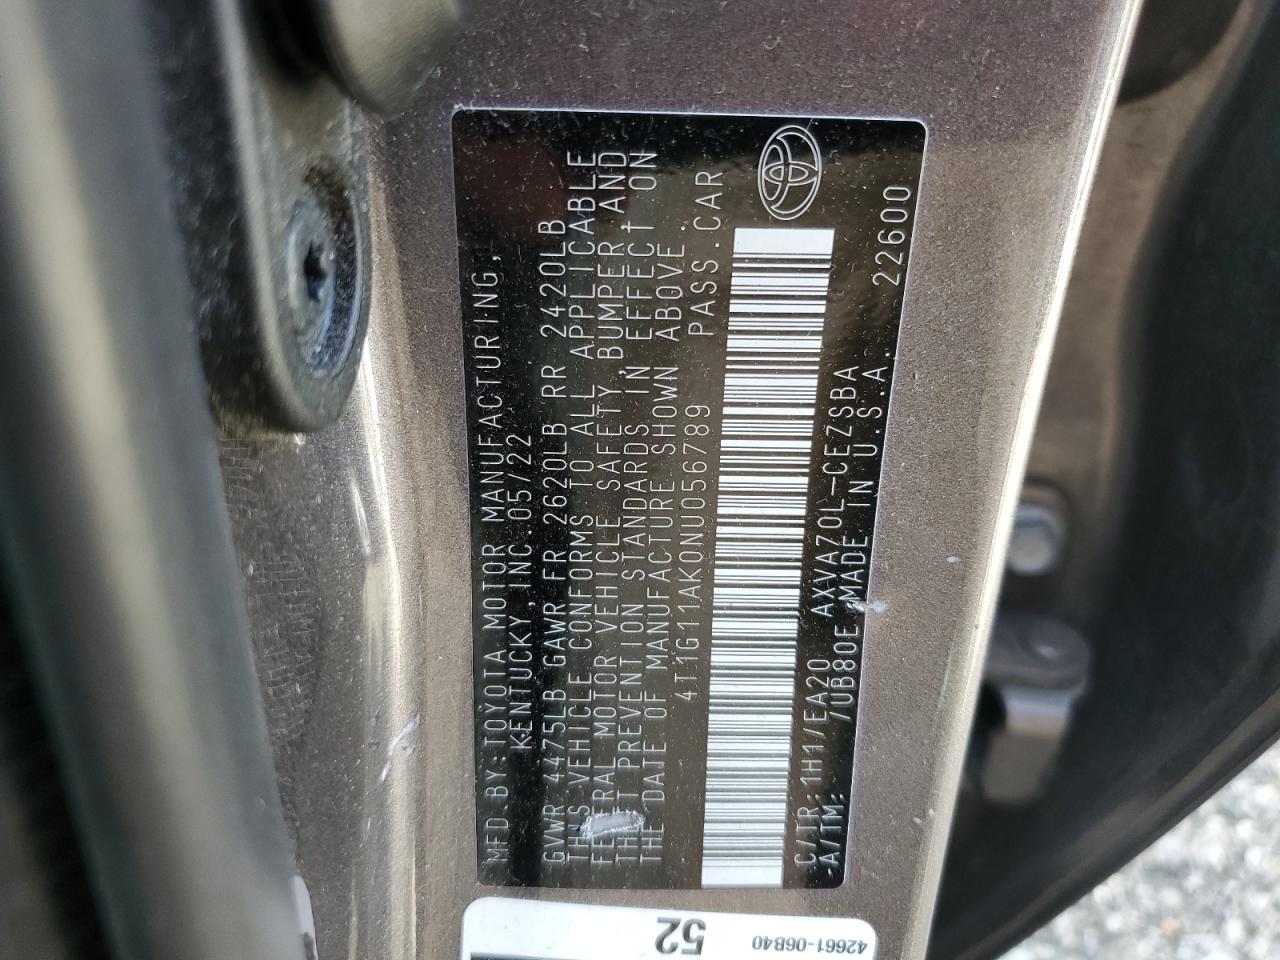 MFD.BY:TOYOTA MOTOR MANUFACTURING,
KENTUCKY,INC.05/22
GVWR 4475LB GAWR FR 2620LB RR 2420LB
THIS VEHICLE CONFORMS TO ALL APPLICABLE
FEDERAL MOTOR VEHICLE SAFETY, BUMPER, AND
THEFT PREVENTION STANDARDS IN EFFECT ON
THE DATE OF MANUFACTURE SHOWN ABOVE.
4T1G11AK0NU056789 PASS.CAR
C/TR:1H1/EA20 AXVA70L-CEZSBA
A/TM: /UB80E MADE IN U.S.A. 22600
52
42661-06B40